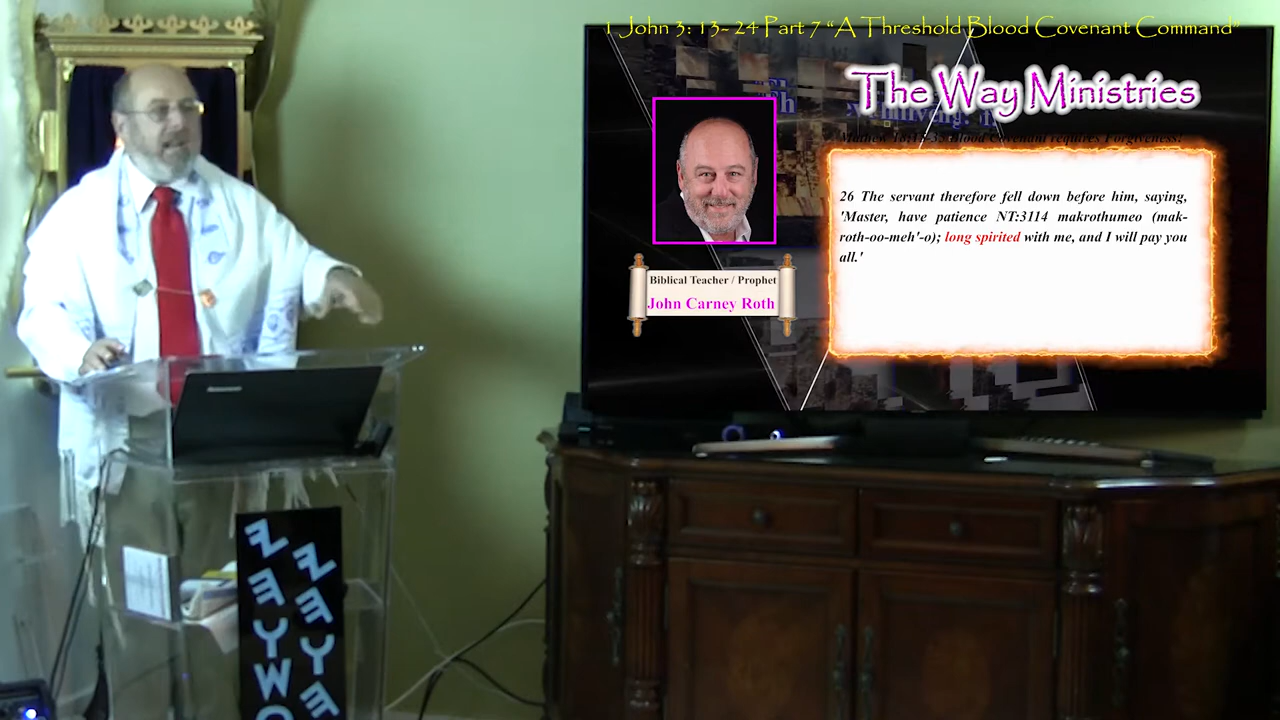 1 John 3: 13- 24 Part 7 “A Threshold Blood Covenant Command”
The Way Ministries
26 The servant therefore fell down before him, saying,
'Master, have patience NT:3114 makrothumeo (mak-
roth-oo-meh'-o); long spirited with me, and I will pay you
all.'
Biblical Teacher / Prophet
John Carney Roth